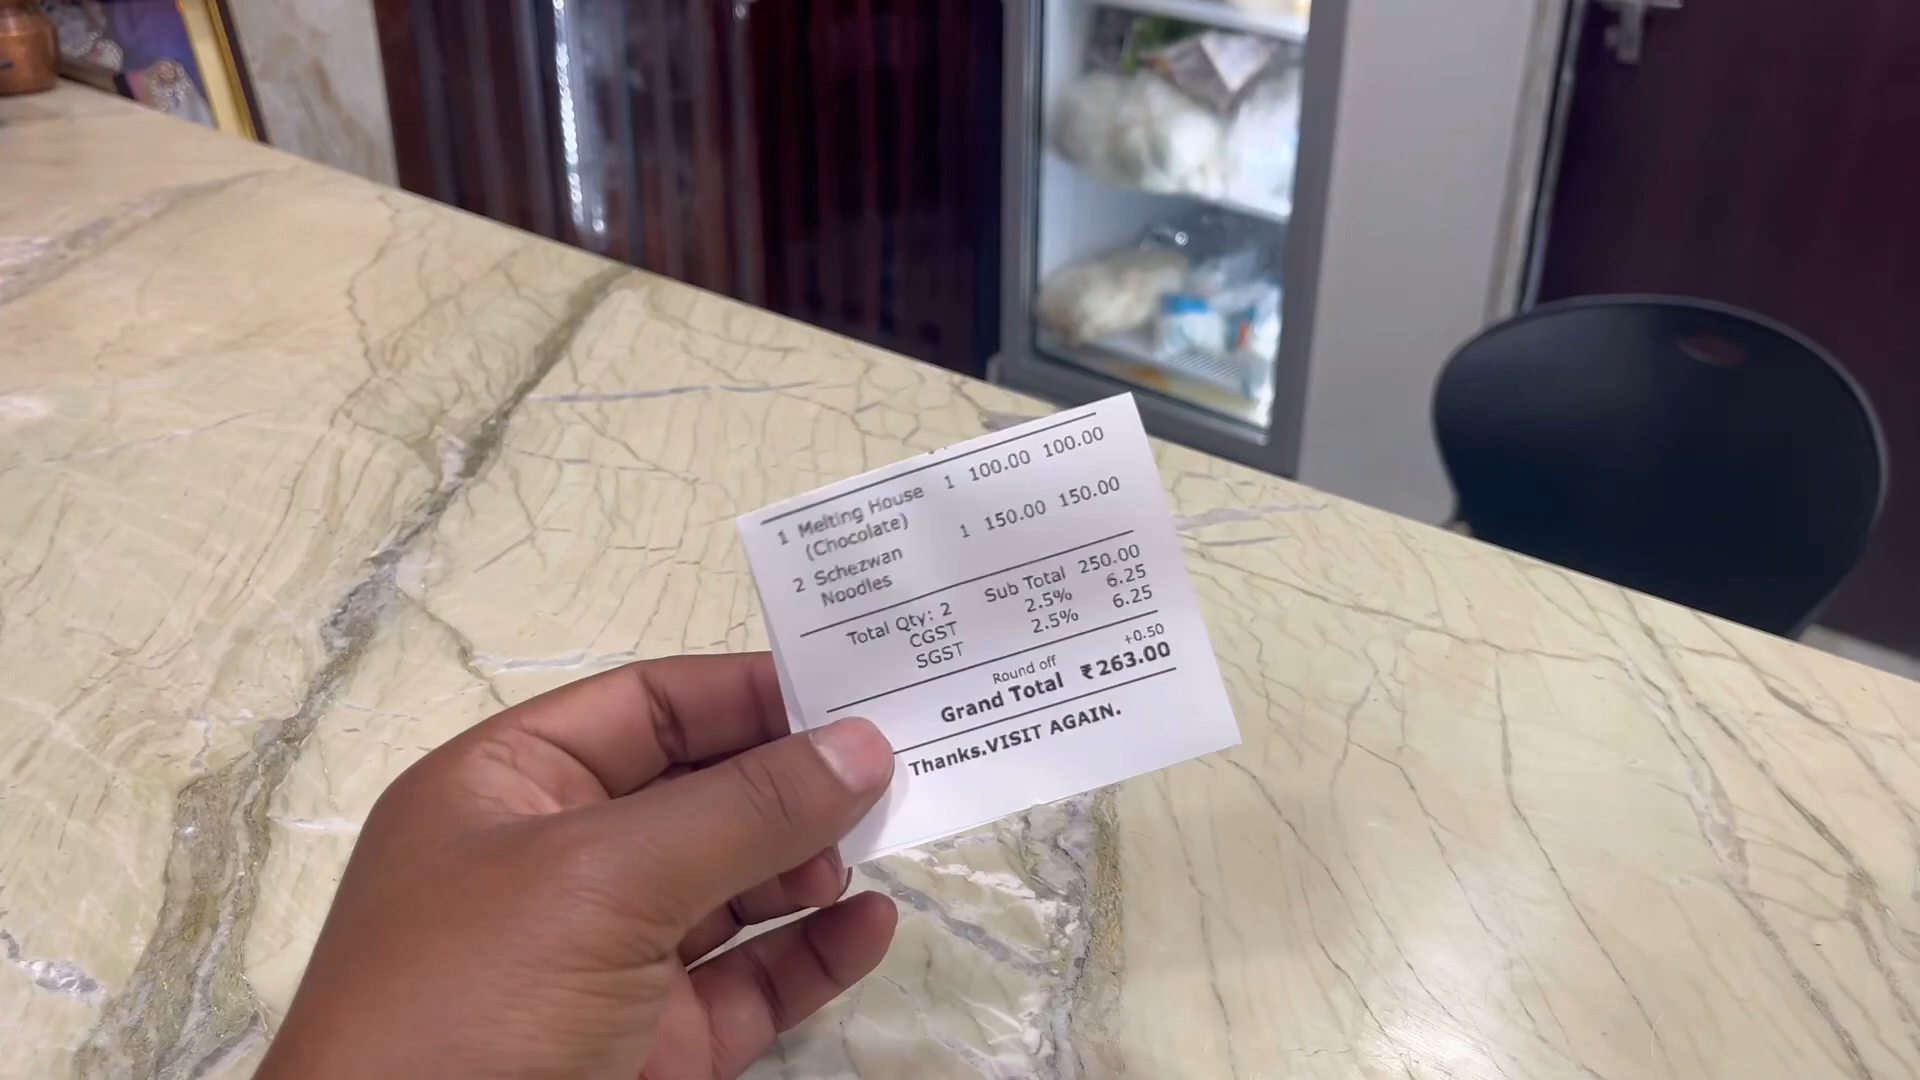 1 Melting House 1 100.00 100.00
(Chocolate)
2 Schezwan 1 150.00 150.00
Noodles
Total Qty: 2 Sub Total 250.00
CGST 2.5% 6.25
SGST 2.5% 6.25
Round off +0.50
Grand Total ₹263.00
Thanks.VISIT AGAIN.